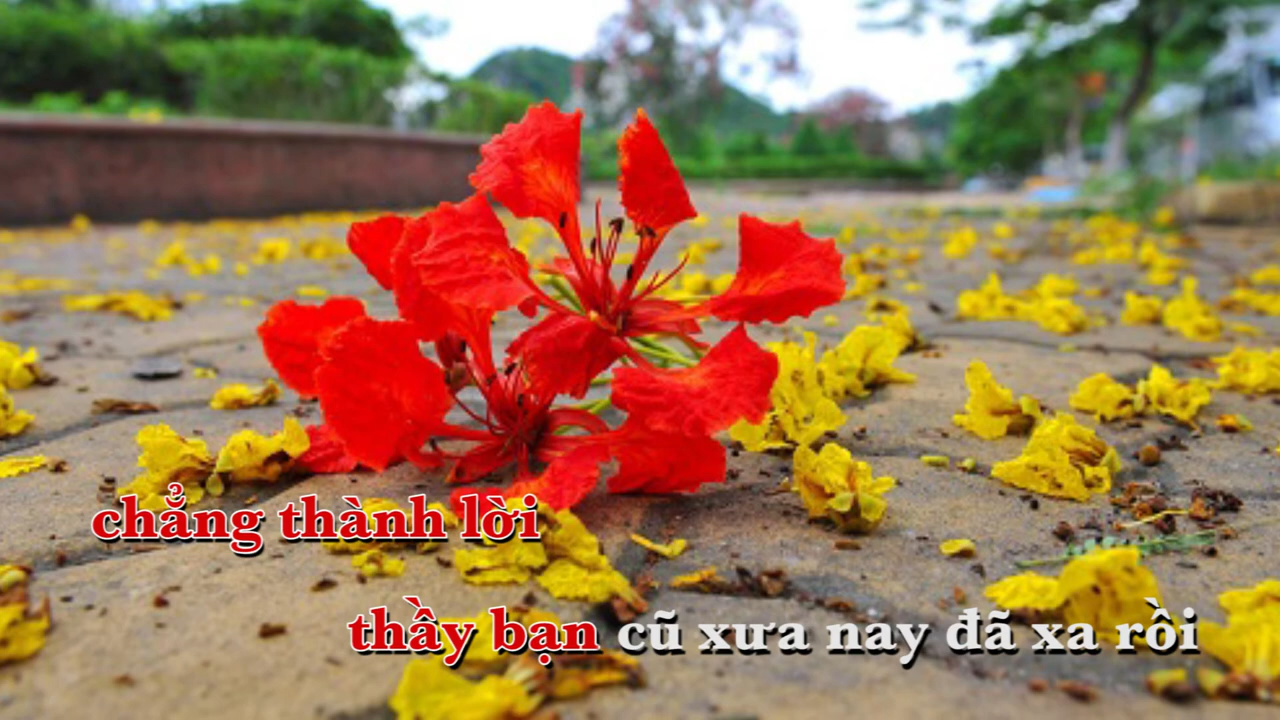 chẳng thành lời
thầy bạn cũ xưa nay đã xa rồi